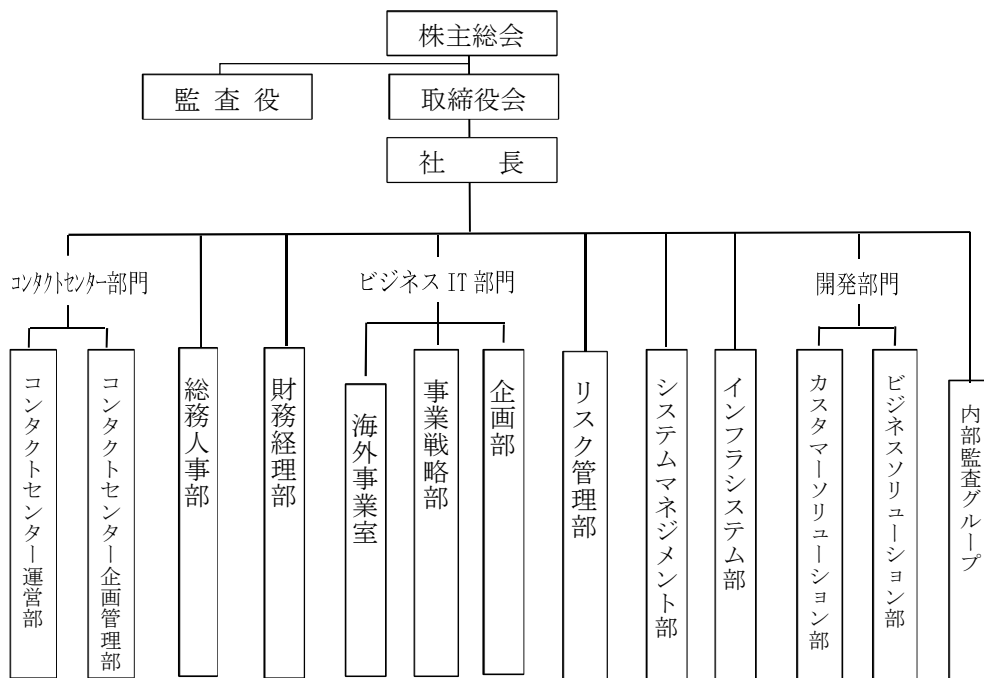 株主総会
監査役
取締役会
社長
コンタクトセンター部門
ビジネス IT 部門
開発部門
コンタクトセンター運営部
コンタクトセンター企画管理部
総務人事部
財務経理部
海外事業室
事業戦略部
企画部
リスク管理部
システムマネジメント部
インフラシステム部
カスタマーソリューション部
ビジネスソリューション部
内部監査グループ